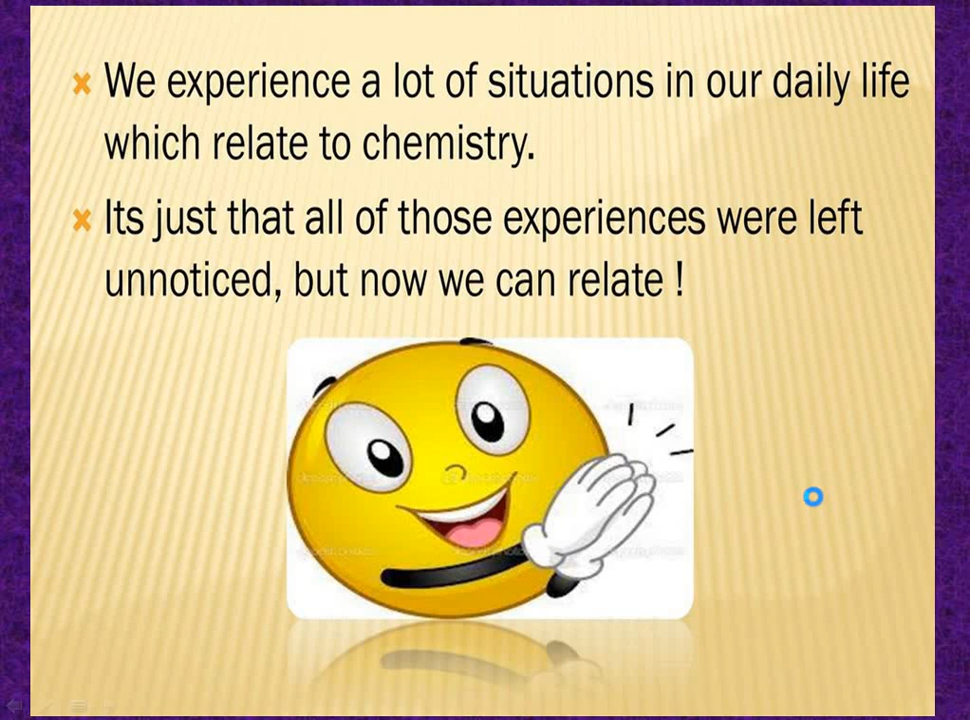 We experience a lot of situations in our daily life
which relate to chemistry.
Its just that all of those experiences were left
unnoticed, but now we can relate !